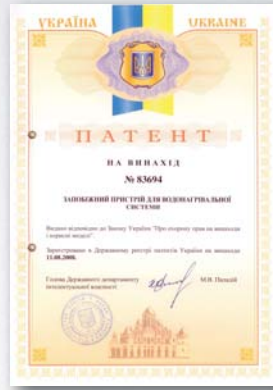 УКРАЇНА UKRAINE
ПАТЕНТ
НА ВИНАХІД
№ 83694
ЗАПОБІЖНИЙ ПРИСТРІЙ ДЛЯ ВОДОНАГРІВАЛЬНОЇ
СИСТЕМИ
Видано відповідно до Закону України "Про охорону прав на винаходи
і корисні моделі".
Зареєстровано в Державному реєстрі патентів України на винаходи
11.08.2008.
Голова Державного департаменту
інтелектуальної власності
М.В. Паладій